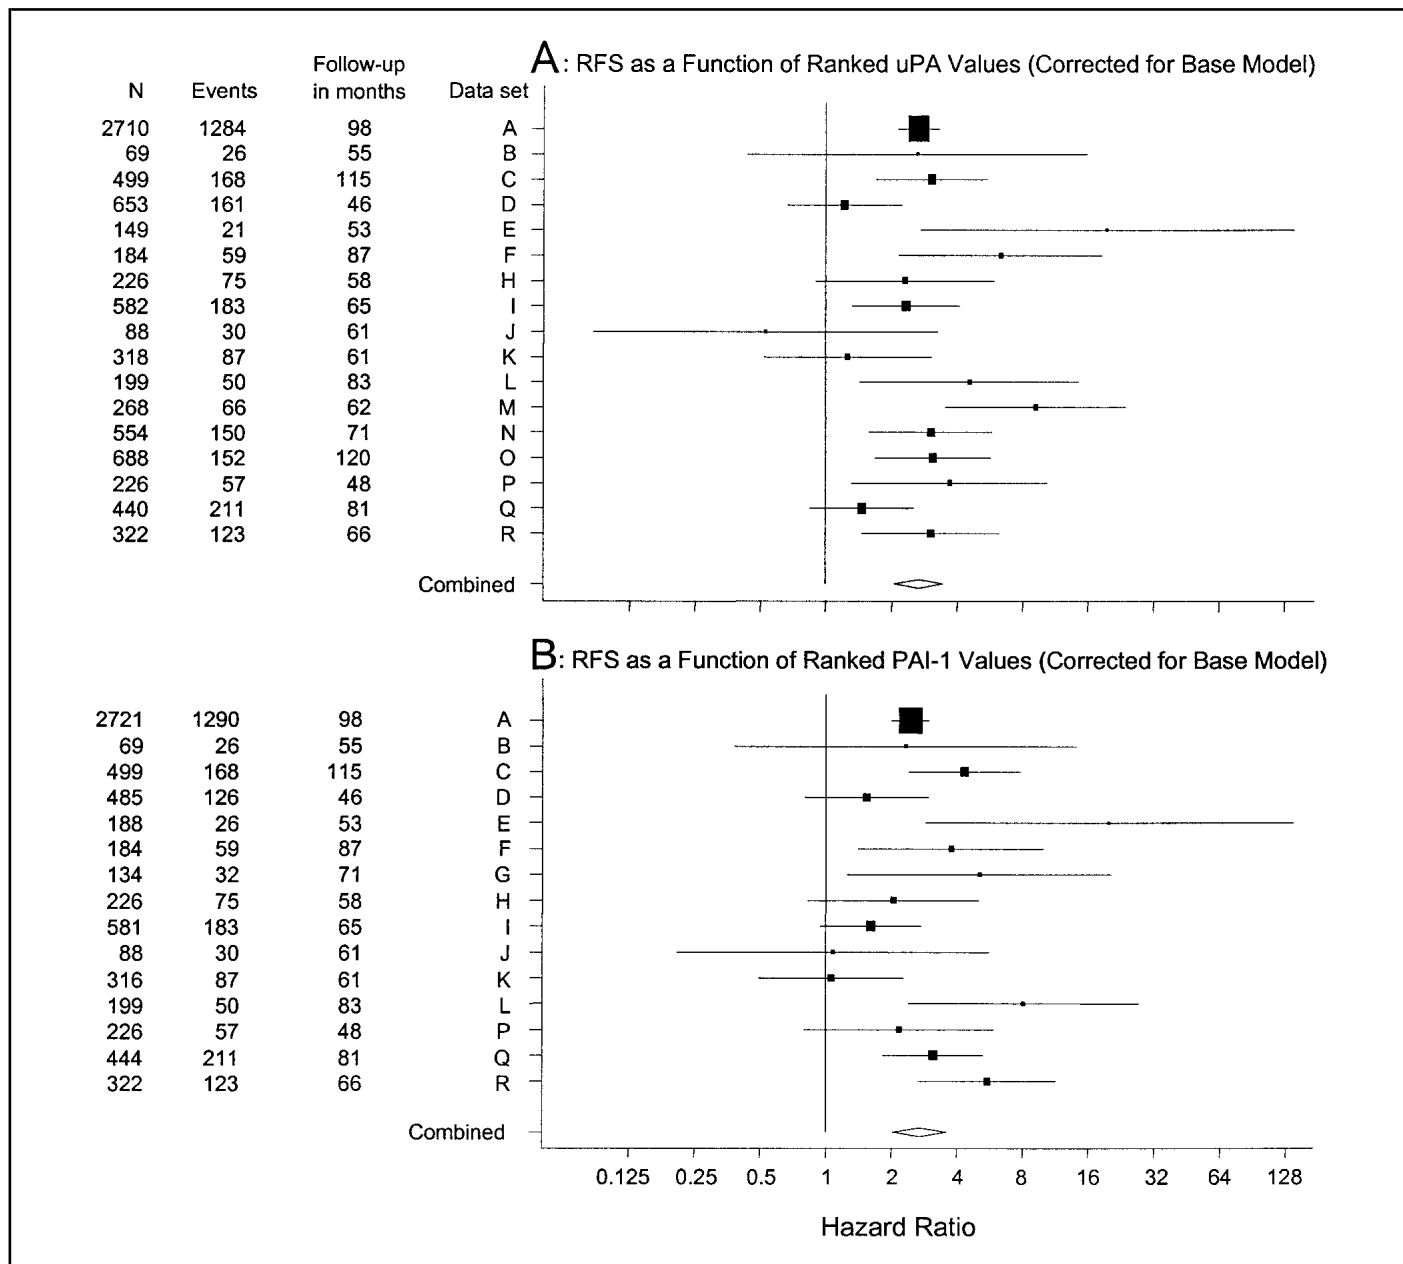 A: RFS as a Function of Ranked uPA Values (Corrected for Base Model)
N Events Follow-up in months Data set
2710 1284 98 A
69 26 55 B
499 168 115 C
653 161 46 D
149 21 53 E
184 59 87 F
226 75 58 H
582 183 65 I
88 30 61 J
318 87 61 K
199 50 83 L
268 66 62 M
554 150 71 N
688 152 120 O
226 57 48 P
440 211 81 Q
322 123 66 R
Combined
B: RFS as a Function of Ranked PAI-1 Values (Corrected for Base Model)
2721 1290 98 A
69 26 55 B
499 168 115 C
485 126 46 D
188 26 53 E
184 59 87 F
134 32 71 G
226 75 58 H
581 183 65 I
88 30 61 J
316 87 61 K
199 50 83 L
226 57 48 P
444 211 81 Q
322 123 66 R
Combined
0.125 0.25 0.5 1 2 4 8 16 32 64 128
Hazard Ratio